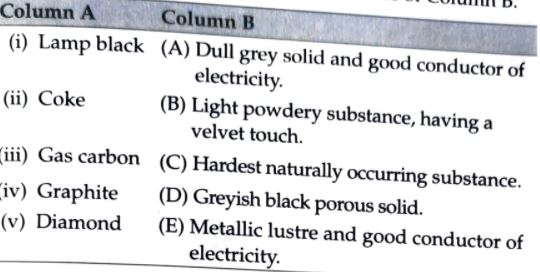 Column A Column B
(i) Lamp black (A) Dull grey solid and good conductor of
electricity.
(ii) Coke (B) Light powdery substance, having a
velvet touch.
(iii) Gas carbon (C) Hardest naturally occurring substance.
(iv) Graphite (D) Greyish black porous solid.
(v) Diamond (E) Metallic lustre and good conductor of
electricity.